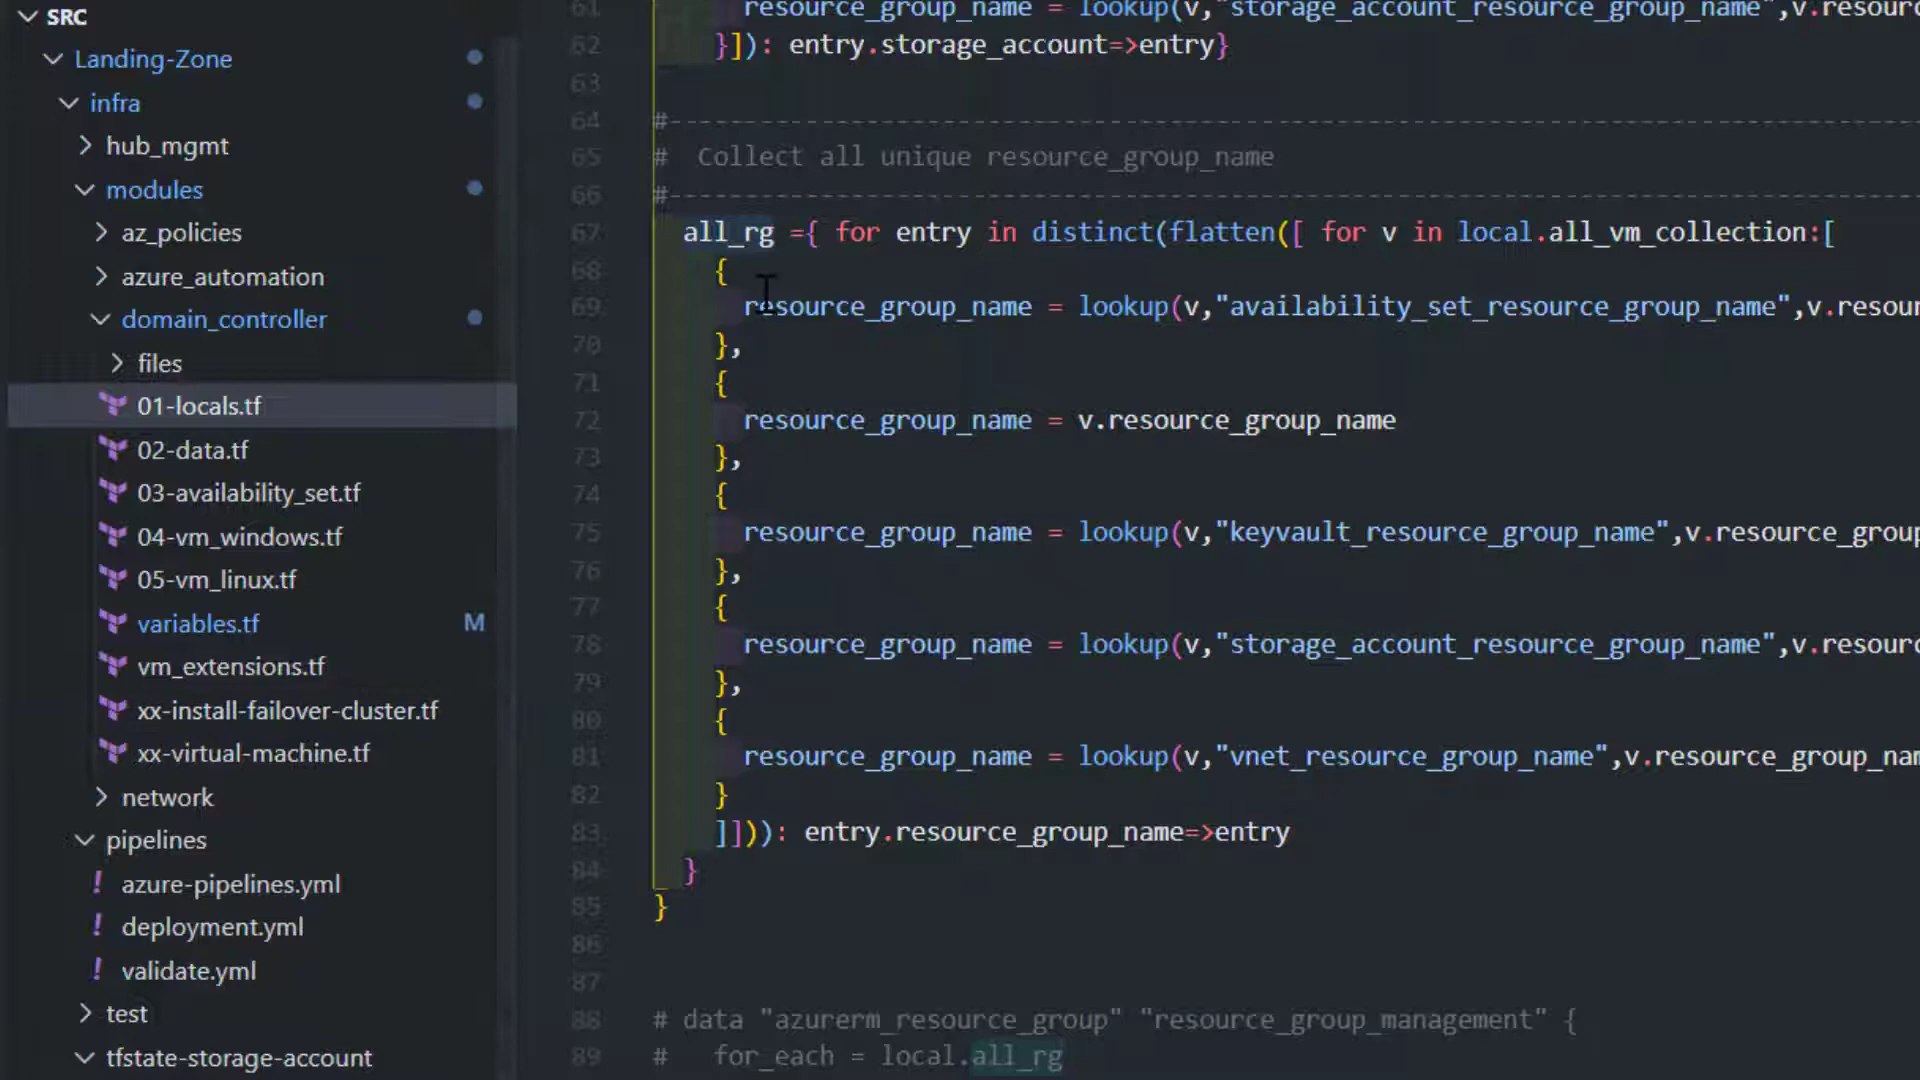 SRC
Landing-Zone
infra
hub_mgmt
modules
az_policies
azure_automation
domain_controller
files
01-locals.tf
02-data.tf
03-availability_set.tf
04-vm_windows.tf
05-vm_linux.tf
variables.tf M
vm_extensions.tf
xx-install-failover-cluster.tf
xx-virtual-machine.tf
network
pipelines
! azure-pipelines.yml
! deployment.yml
! validate.yml
test
tfstate-storage-account
61 resource_group_name = lookup(v,"storage_account_resource_group_name",v.resourc
62 }]): entry.storage_account=>entry}
63
64 #-----------------------------------------------------------------------------------
65 # Collect all unique resource_group_name
66 #-----------------------------------------------------------------------------------
67 all_rg ={ for entry in distinct(flatten([ for v in local.all_vm_collection:[
68 {
69 resource_group_name = lookup(v,"availability_set_resource_group_name",v.resour
70 },
71 {
72 resource_group_name = v.resource_group_name
73 },
74 {
75 resource_group_name = lookup(v,"keyvault_resource_group_name",v.resource_group
76 },
77 {
78 resource_group_name = lookup(v,"storage_account_resource_group_name",v.resourc
79 },
80 {
81 resource_group_name = lookup(v,"vnet_resource_group_name",v.resource_group_nam
82 }
83 ]])): entry.resource_group_name=>entry
84 }
85 }
86
87
88 # data "azurerm_resource_group" "resource_group_management" {
89 # for_each = local.all_rg